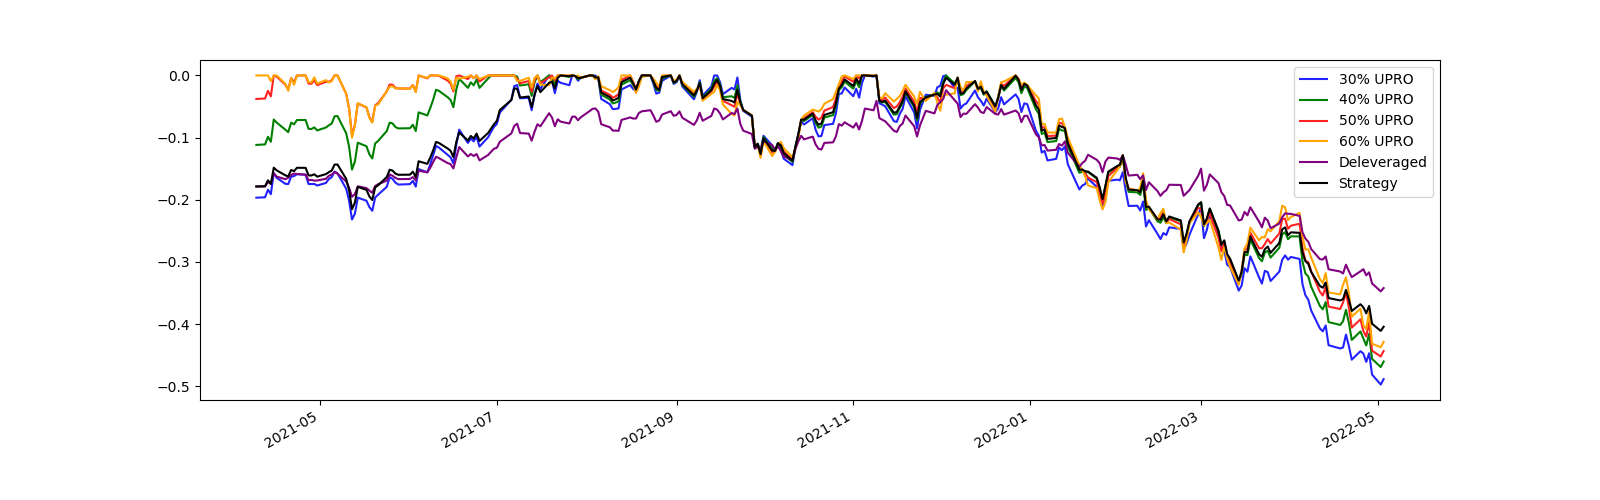 0.0
−0.1
−0.2
−0.3
−0.4
−0.5
2021-05
2021-07
2021-09
2021-11
2022-01
2022-03
2022-05
30% UPRO
40% UPRO
50% UPRO
60% UPRO
Deleveraged
Strategy